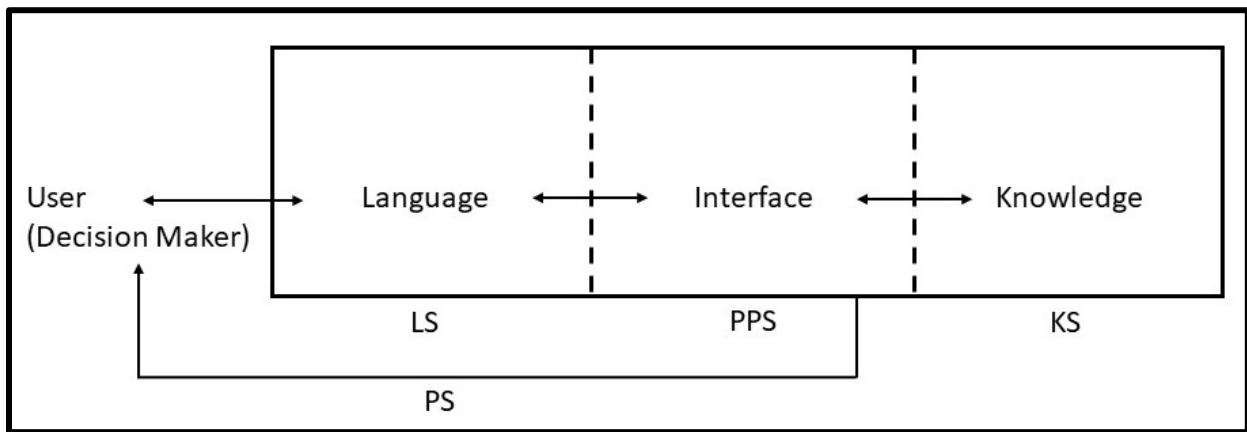 User
(Decision Maker)
Language
Interface
Knowledge
LS
PPS
KS
PS